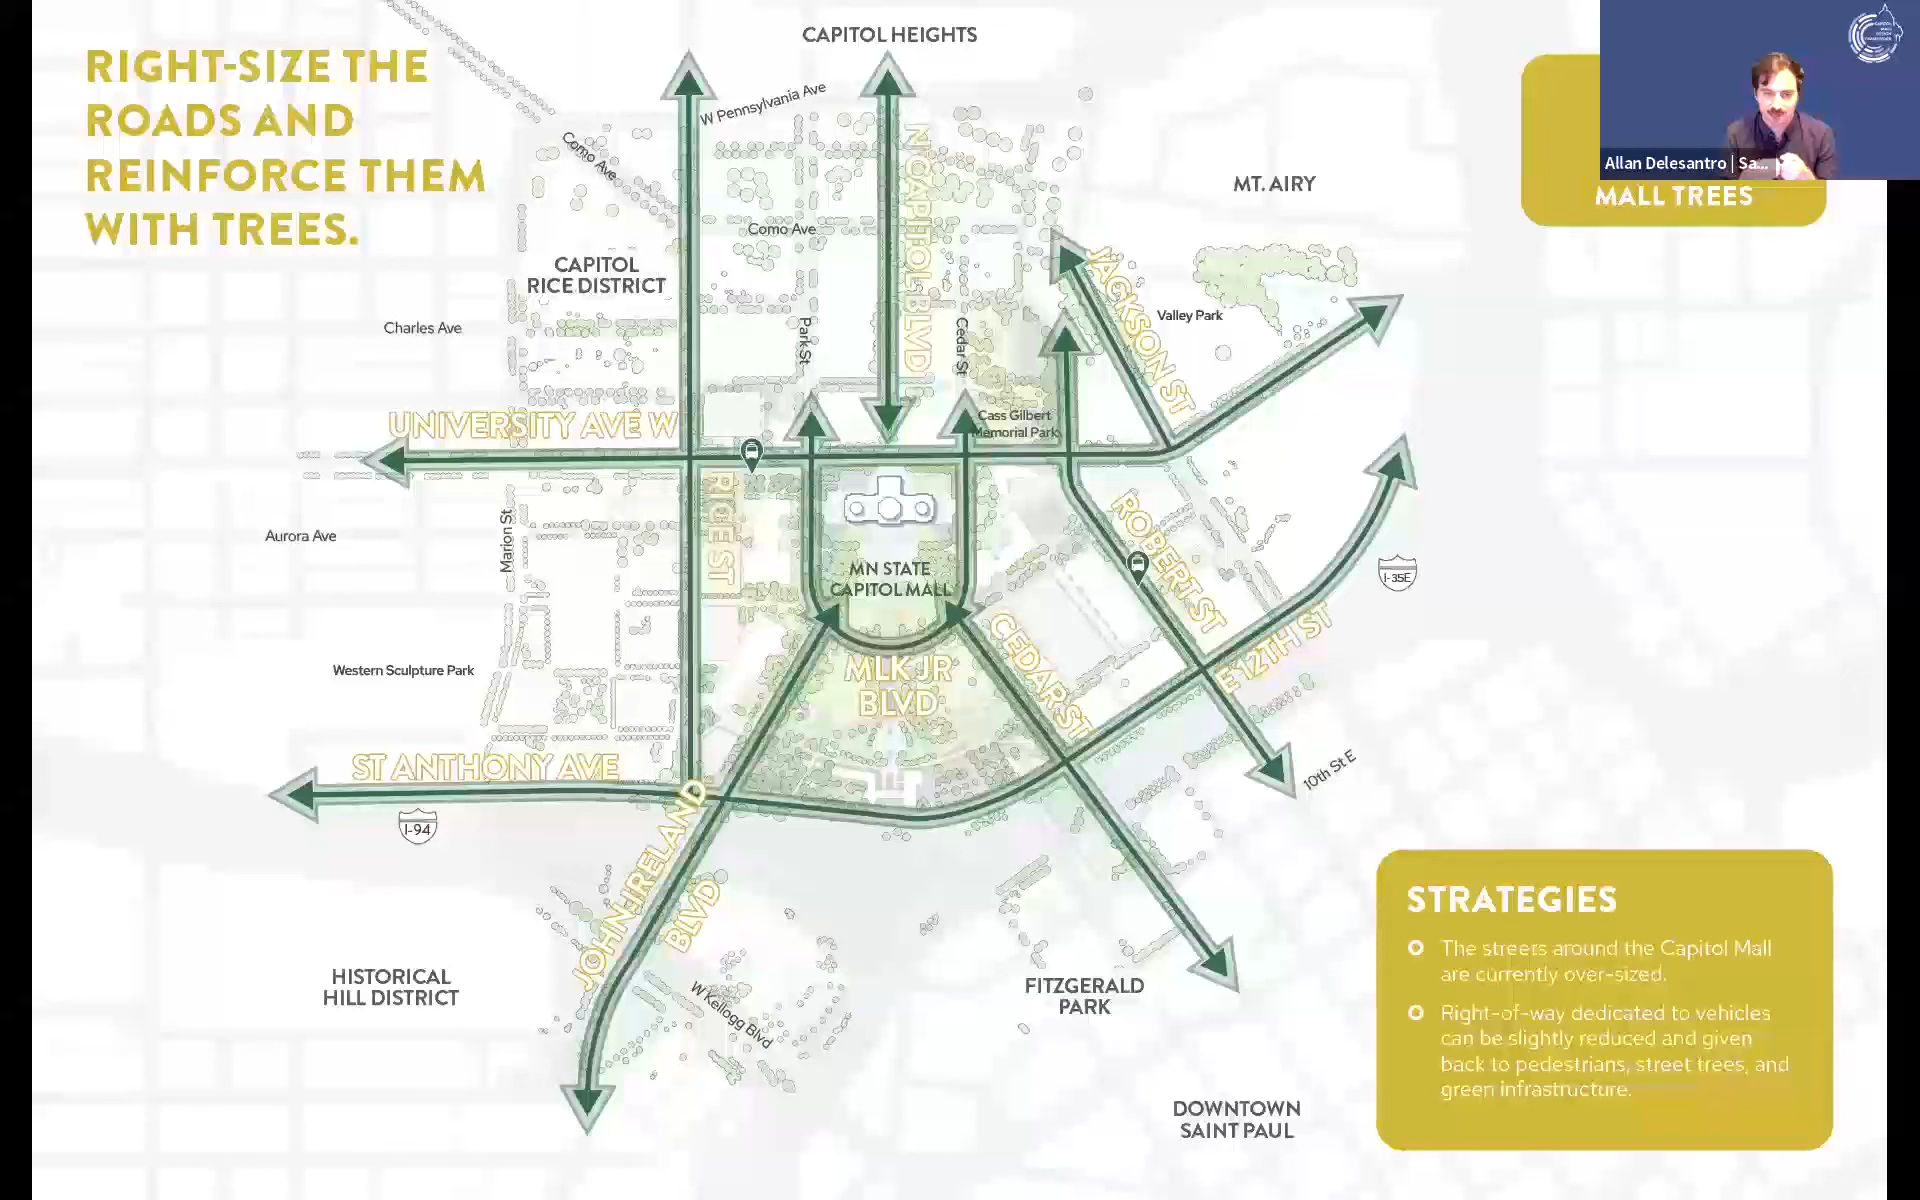 RIGHT-SIZE THE
ROADS AND
REINFORCE THEM
WITH TREES.
CAPITOL HEIGHTS
W Pennsylvania Ave
Como Ave
N CAPITOL BLVD
MT. AIRY
Allan Delesantro | Sa...
MALL TREES
Como Ave
CAPITOL
RICE DISTRICT
JACKSON ST
Charles Ave
Park St
Cedar St
Valley Park
UNIVERSITY AVE W
Cass Gilbert
Memorial Park
RICE ST
Aurora Ave
Marion St
ROBERT ST
MN STATE
CAPITOL MALL
I-35E
CEDAR ST
E 12TH ST
Western Sculpture Park
MLK JR
BLVD
ST ANTHONY AVE
10th St E
I-94
JOHN IRELAND
BLVD
HISTORICAL
HILL DISTRICT
W Kellogg Blvd
FITZGERALD
PARK
DOWNTOWN
SAINT PAUL
STRATEGIES
The streers around the Capitol Mall
are currently over-sized.
Right-of-way dedicated to vehicles
can be slightly reduced and given
back to pedestrians, street trees, and
green infrastructure.